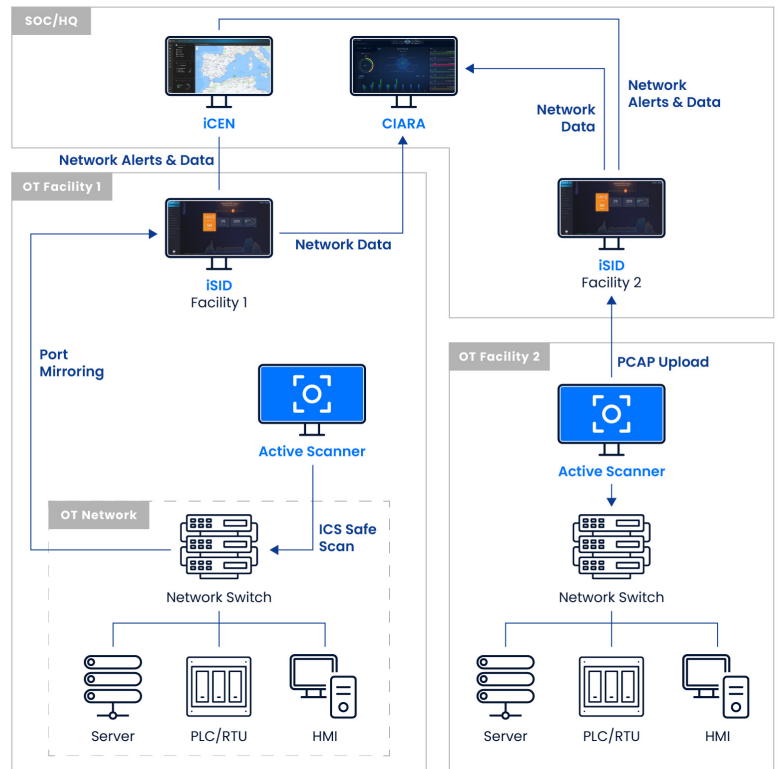 SOC/HQ
iCEN
CIARA
Network
Data
Network
Alerts & Data
Network Alerts & Data
OT Facility 1
iSID
Facility 1
Network Data
iSID
Facility 2
Port
Mirroring
Active Scanner
OT Facility 2
PCAP Upload
Active Scanner
OT Network
ICS Safe
Scan
Network Switch
Network Switch
Server
PLC/RTU
HMI
Server
PLC/RTU
HMI